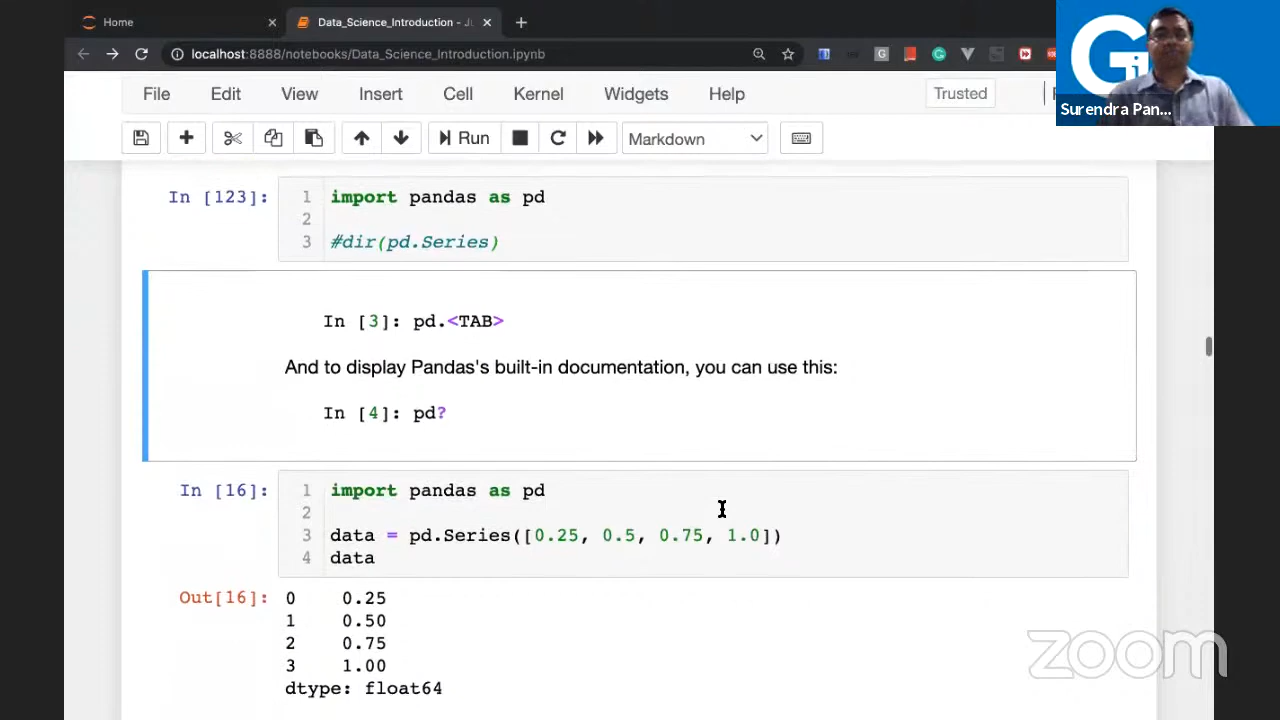 Home
Data_Science_Introduction - Ju
localhost:8888/notebooks/Data_Science_Introduction.ipynb
Surendra Pan...
File Edit View Insert Cell Kernel Widgets Help Trusted
Run Markdown
In [123]: 1 import pandas as pd
2
3 #dir(pd.Series)
In [3]: pd.<TAB>
And to display Pandas's built-in documentation, you can use this:
In [4]: pd?
In [16]: 1 import pandas as pd
2
3 data = pd.Series([0.25, 0.5, 0.75, 1.0])
4 data
Out[16]: 0 0.25
1 0.50
2 0.75
3 1.00
dtype: float64
zoom